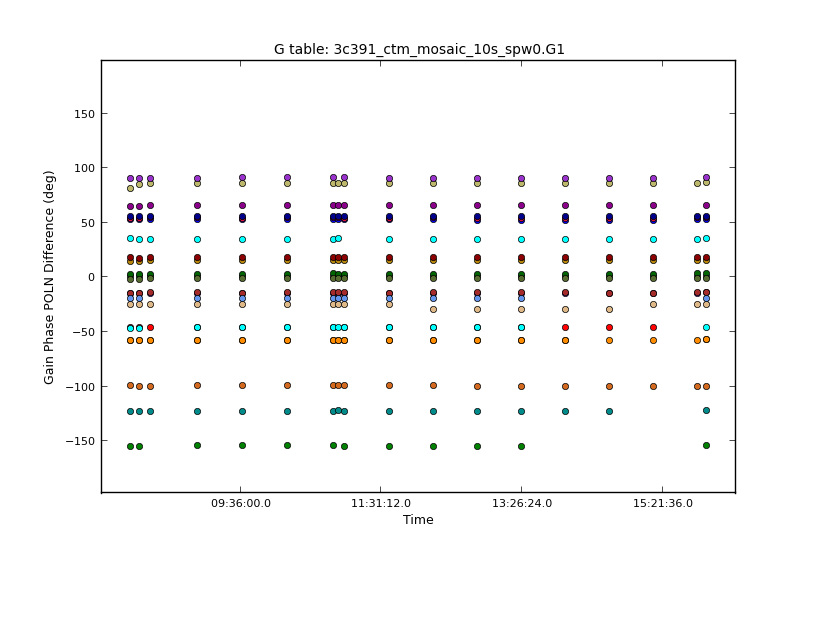 G table: 3c391_ctm_mosaic_10s_spw0.G1
Gain Phase POLN Difference (deg)
150
100
50
0
−50
−100
−150
09:36:00.0 11:31:12.0 13:26:24.0 15:21:36.0
Time